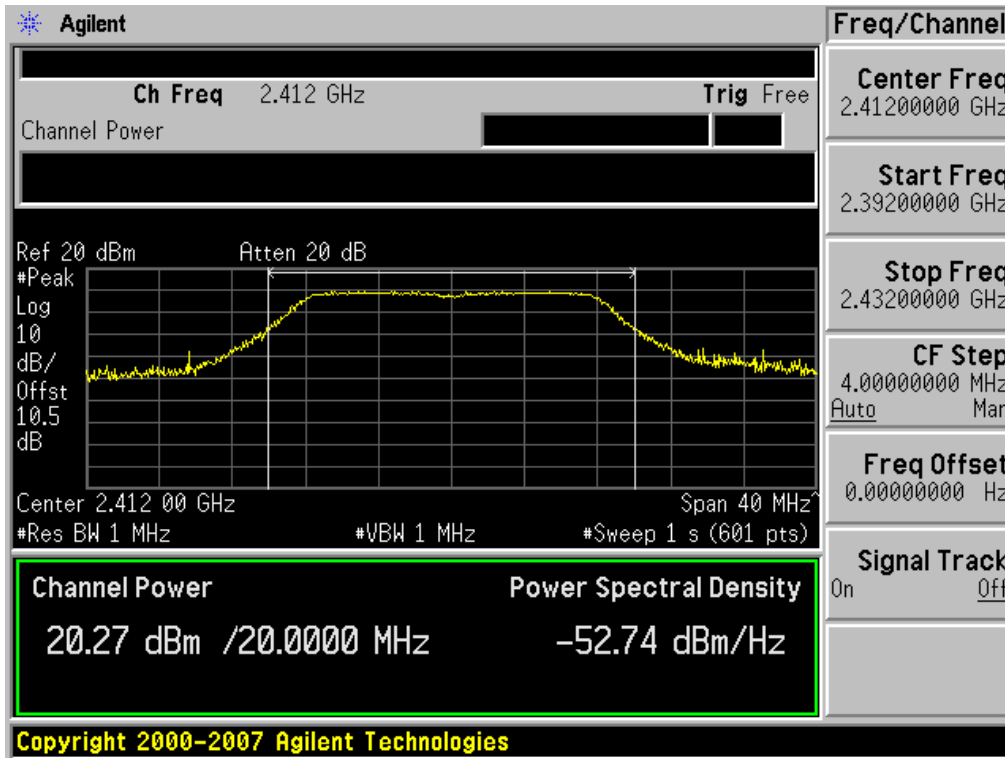 Agilent
Freq/Channel
Ch Freq 2.412 GHz Trig Free
Channel Power
Center Freq
2.41200000 GHz
Start Freq
2.39200000 GHz
Stop Freq
2.43200000 GHz
CF Step
4.00000000 MHz
Auto Man
Freq Offset
0.00000000 Hz
Signal Track
On Off
Ref 20 dBm Atten 20 dB
#Peak
Log
10
dB/
Offst
10.5
dB
Center 2.412 00 GHz Span 40 MHz^
#Res BW 1 MHz #VBW 1 MHz #Sweep 1 s (601 pts)
Channel Power Power Spectral Density
20.27 dBm /20.0000 MHz -52.74 dBm/Hz
Copyright 2000-2007 Agilent Technologies